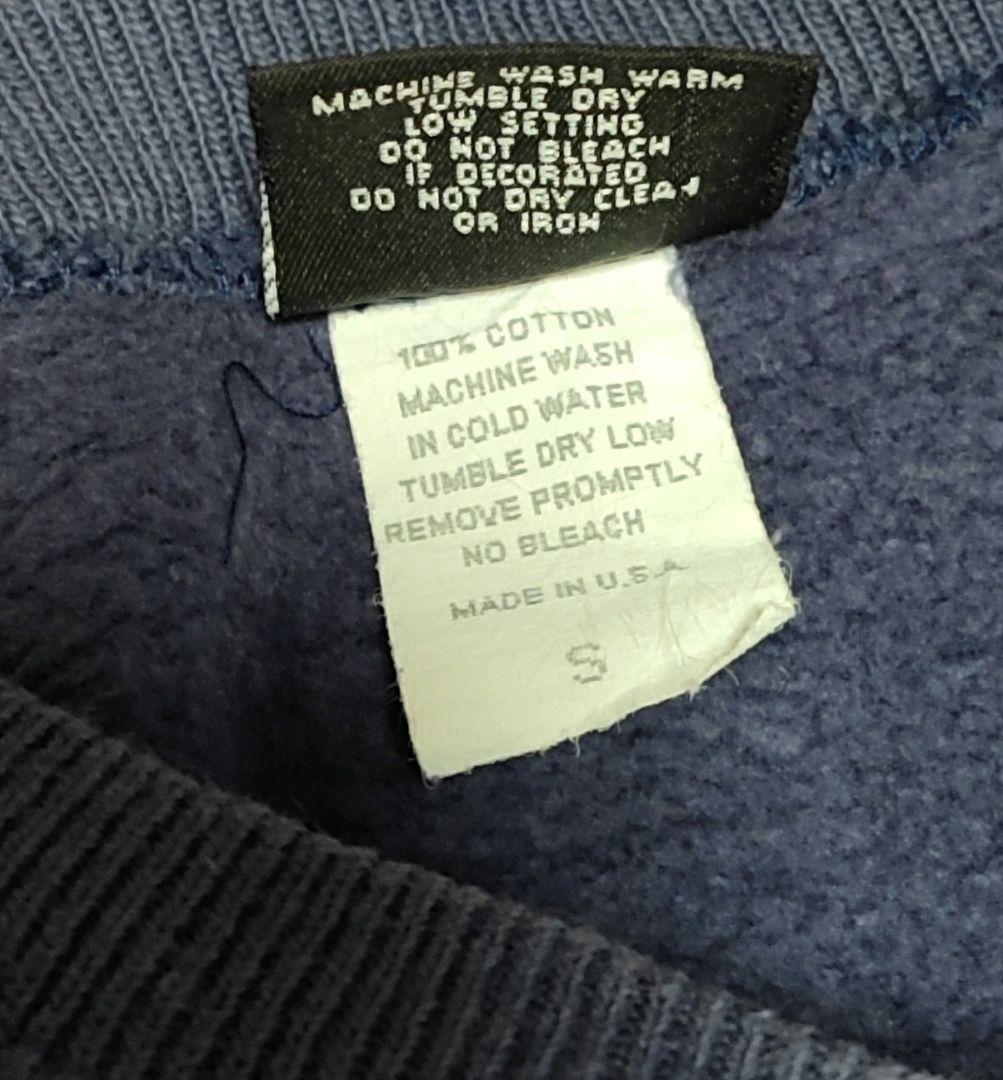 MACHINE WASH WARM
TUMBLE DRY
LOW SETTING
DO NOT BLEACH
IF DECORATED
DO NOT DRY CLEAN
OR IRON
100% COTTON
MACHINE WASH
IN COLD WATER
TUMBLE DRY LOW
REMOVE PROMPTLY
NO BLEACH
MADE IN U.S.A
S